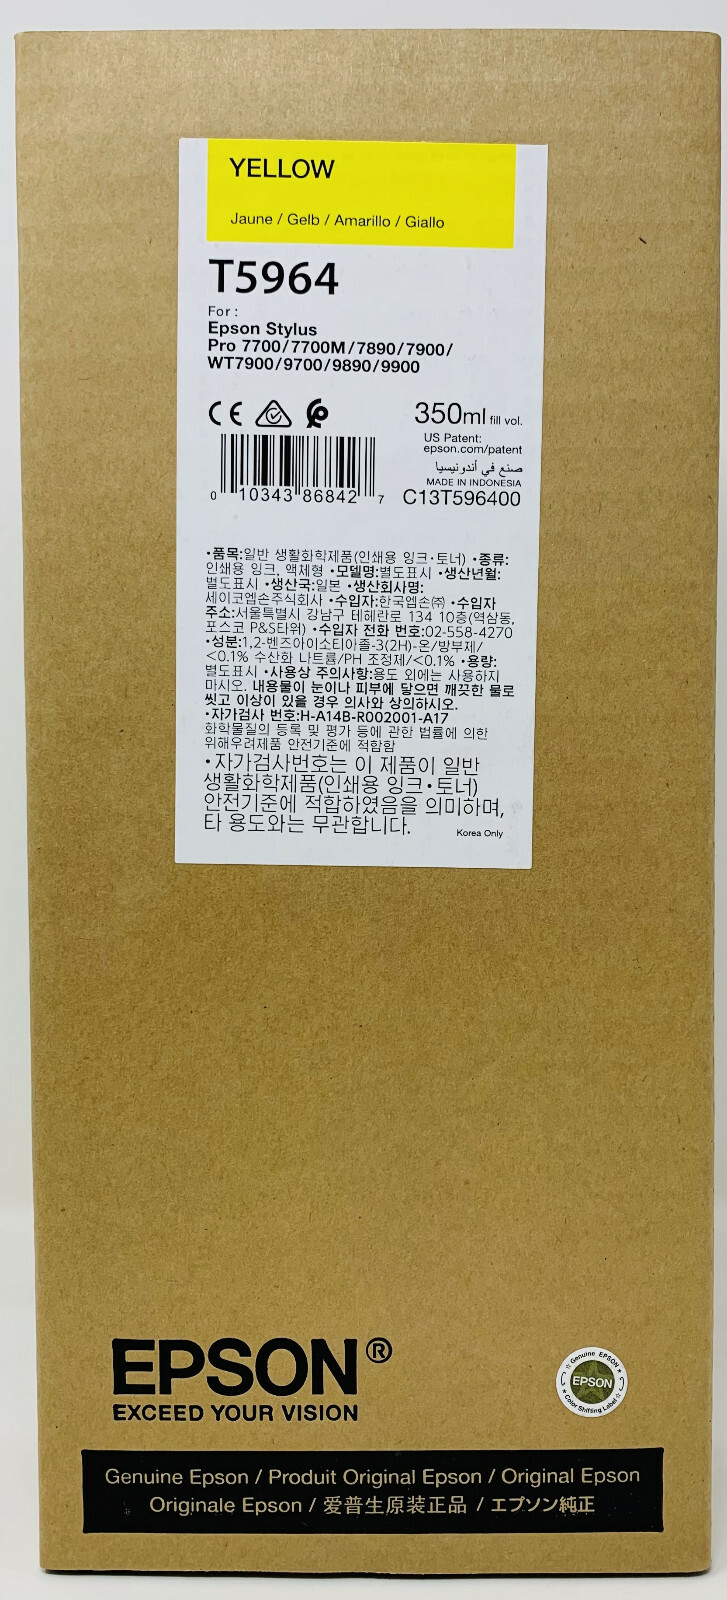 YELLOW
Jaune / Gelb / Amarillo / Giallo
T5964
For :
Epson Stylus
Pro 7700/7700M/7890/7900/
WT7900/9700/9890/9900
CE
350ml fill vol.
US Patent:
epson.com/patent
صنع في أندونيسيا
MADE IN INDONESIA
C13T596400
0 10343 86842 7
•품목:일반 생활화학제품(인쇄용 잉크·토너) •종류:
인쇄용 잉크, 액체형 •모델명:별도표시 •생산년월:
별도표시 •생산국:일본 •생산회사명:
세이코엡손주식회사 •수입자:한국엡손㈜ •수입자
주소:서울특별시 강남구 테헤란로 134 10층(역삼동,
포스코 P&S타워) •수입자 전화 번호:02-558-4270
•성분:1,2-벤즈아이소티아졸-3(2H)-온/방부제/
<0.1% 수산화 나트륨/PH 조정제/<0.1% •용량:
별도표시 •사용상 주의사항:용도 외에는 사용하지
마시오. 내용물이 눈이나 피부에 닿으면 깨끗한 물로
씻고 이상이 있을 경우 의사와 상의하시오.
•자가검사 번호:H-A14B-R002001-A17
화학물질의 등록 및 평가 등에 관한 법률에 의한
위해우려제품 안전기준에 적합함
•자가검사번호는 이 제품이 일반
생활화학제품(인쇄용 잉크·토너)
안전기준에 적합하였음을 의미하며,
타 용도와는 무관합니다.
Korea Only
EPSON®
EXCEED YOUR VISION
Genuine EPSON
EPSON
Color Shifting Label
Genuine Epson / Produit Original Epson / Original Epson
Originale Epson / 爱普生原装正品 / エプソン純正